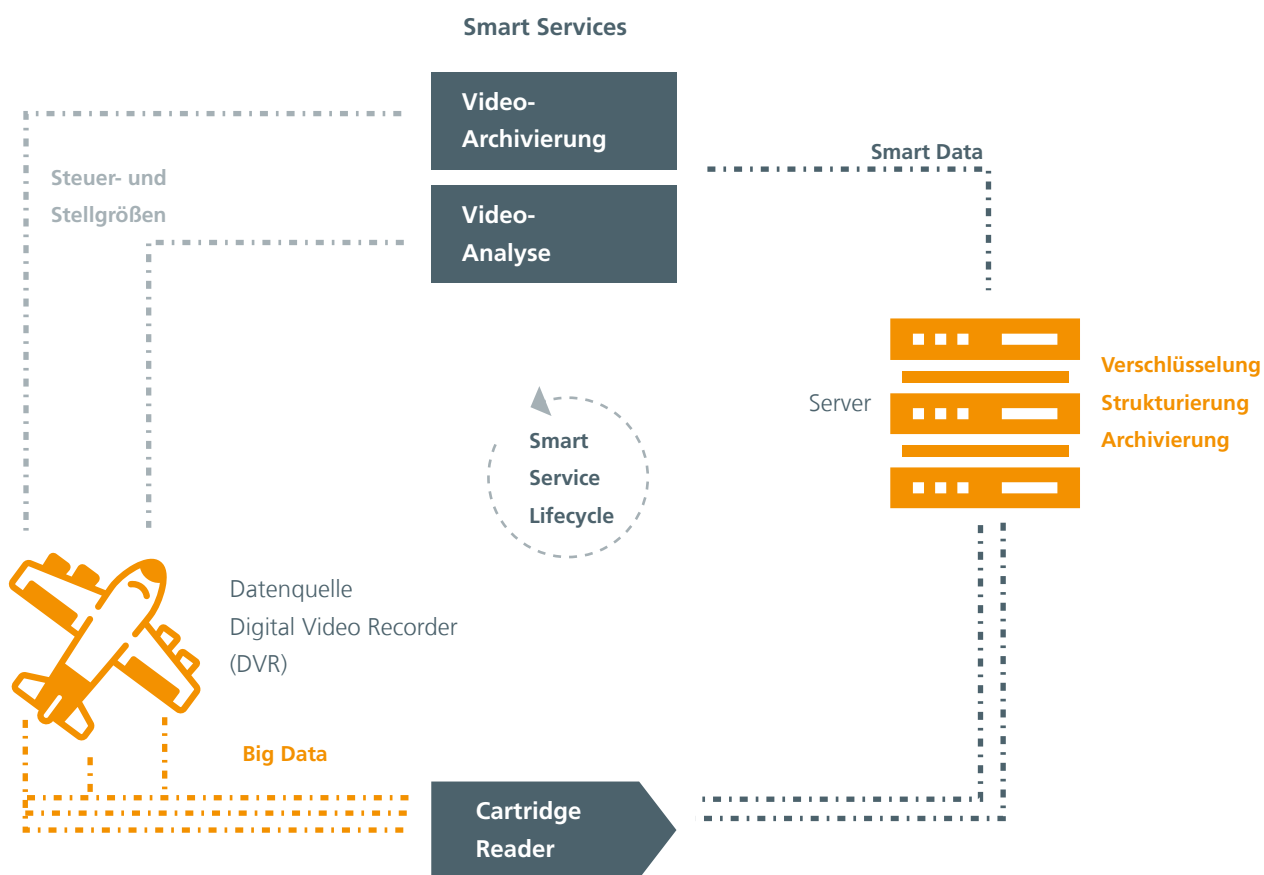 Smart Services
Video-
Archivierung
Smart Data
Steuer- und
Stellgrößen
Video-
Analyse
Server
Verschlüsselung
Strukturierung
Archivierung
Smart
Service
Lifecycle
Datenquelle
Digital Video Recorder
(DVR)
Big Data
Cartridge
Reader